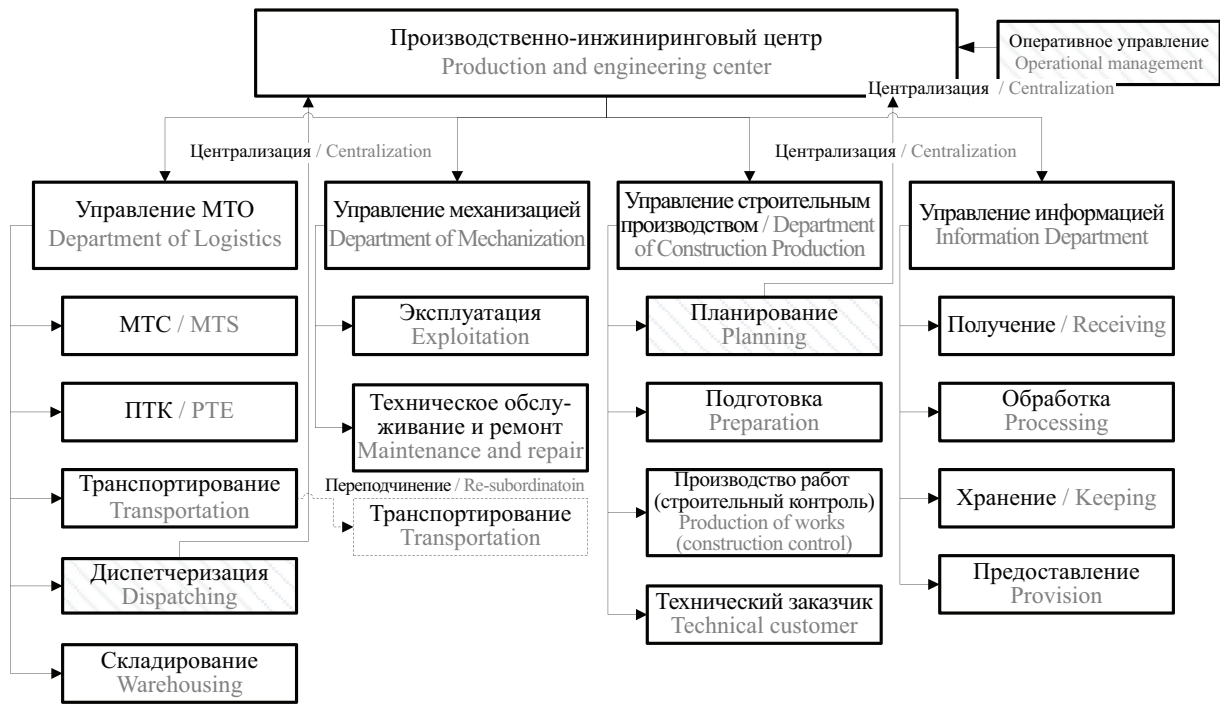 Производственно-инжиниринговый центр
Production and engineering center
Оперативное управление
Operational management
Централизация / Centralization
Централизация / Centralization
Централизация / Centralization
Управление МТО
Department of Logistics
МТС / MTS
ПТК / PTE
Транспортирование
Transportation
Диспетчеризация
Dispatching
Складирование
Warehousing
Управление механизацией
Department of Mechanization
Эксплуатация
Exploitation
Техническое обслу-
живание и ремонт
Maintenance and repair
Переподчинение / Re-subordinatoin
Транспортирование
Transportation
Управление строительным
производством / Department
of Construction Production
Планирование
Planning
Подготовка
Preparation
Производство работ
(строительный контроль)
Production of works
(construction control)
Технический заказчик
Technical customer
Управление информацией
Information Department
Получение / Receiving
Обработка
Processing
Хранение / Keeping
Предоставление
Provision